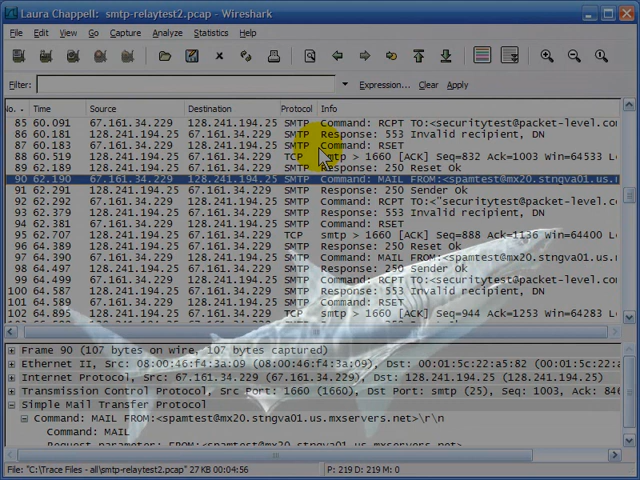 Laura Chappell: smtp-relaytest2.pcap - Wireshark
File Edit View Go Capture Analyze Statistics Help
Filter: Expression... Clear Apply
No. Time Source Destination Protocol Info
85 60.091 67.161.34.229 128.241.194.25 SMTP Command: RCPT TO:<securitytest@packet-level.com
86 60.181 67.161.34.229 128.241.194.25 SMTP Response: 553 Invalid recipient, DN
87 60.183 67.161.34.229 128.241.194.25 SMTP Command: RSET
88 60.519 67.161.34.229 128.241.194.25 TCP smtp > 1660 [ACK] Seq=832 Ack=1003 Win=64533
89 62.189 67.161.34.229 128.241.194.25 SMTP Response: 250 Reset Ok
90 62.190 67.161.34.229 128.241.194.25 SMTP Command: MAIL FROM:<spamtest@mx20.stngva01.us.
91 62.291 67.161.34.229 128.241.194.25 SMTP Response: 250 Sender Ok
92 62.292 67.161.34.229 128.241.194.25 SMTP Command: RCPT TO:<"securitytest@packet-level.c
93 62.379 67.161.34.229 128.241.194.25 SMTP Response: 553 Invalid recipient, DN
94 62.381 67.161.34.229 128.241.194.25 SMTP Command: RSET
95 62.707 67.161.34.229 128.241.194.25 TCP smtp > 1660 [ACK] Seq=888 Ack=1136 Win=64400
96 64.389 67.161.34.229 128.241.194.25 SMTP Response: 250 Reset Ok
97 64.390 67.161.34.229 128.241.194.25 SMTP Command: MAIL FROM:<spamtest@mx20.stngva01.us.
98 64.497 67.161.34.229 128.241.194.25 SMTP Response: 250 Sender Ok
99 64.499 67.161.34.229 128.241.194.25 SMTP Command: RCPT TO:<securitytest@packet-level.co
100 64.587 67.161.34.229 128.241.194.25 SMTP Response: 553 Invalid recipient, DN
101 64.589 67.161.34.229 128.241.194.25 SMTP Command: RSET
102 64.895 67.161.34.229 128.241.194.25 TCP smtp > 1660 [ACK] Seq=944 Ack=1253 Win=64283
Frame 90 (107 bytes on wire, 107 bytes captured)
Ethernet II, Src: 08:00:46:f4:3a:09 (08:00:46:f4:3a:09), Dst: 00:01:5c:22:a5:82 (00:01:5c:22:a
Internet Protocol, Src: 67.161.34.229 (67.161.34.229), Dst: 128.241.194.25 (128.241.194.25)
Transmission Control Protocol, Src Port: 1660 (1660), Dst Port: smtp (25), Seq: 1003, Ack: 846
Simple Mail Transfer Protocol
Command: MAIL FROM:<spamtest@mx20.stngva01.us.mxservers.net>\r\n
Command: MAIL
Request parameter: FROM:<spamtest@mx20.stngva01.us.mxservers.net>
File: "C:\Trace Files - all\smtp-relaytest2.pcap" 27 KB 00:04:56 P: 219 D: 219 M: 0